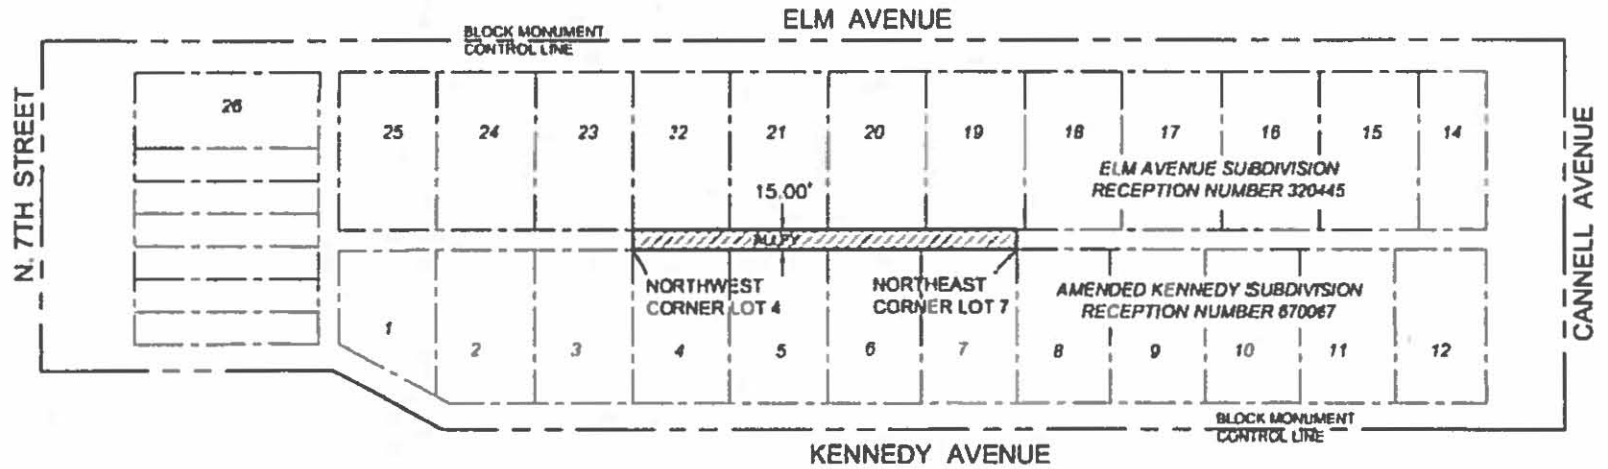 ELM AVENUE
BLOCK MONUMENT
CONTROL LINE
N. 7TH STREET
26
25
24
23
22
21
20
19
18
17
16
15
14
ELM AVENUE SUBDIVISION
RECEPTION NUMBER 320445
15.00'
ALLEY
CANNELL AVENUE
NORTHWEST
CORNER LOT 4
NORTHEAST
CORNER LOT 7
AMENDED KENNEDY SUBDIVISION
RECEPTION NUMBER 670067
1
2
3
4
5
6
7
8
9
10
11
12
BLOCK MONUMENT
CONTROL LINE
KENNEDY AVENUE